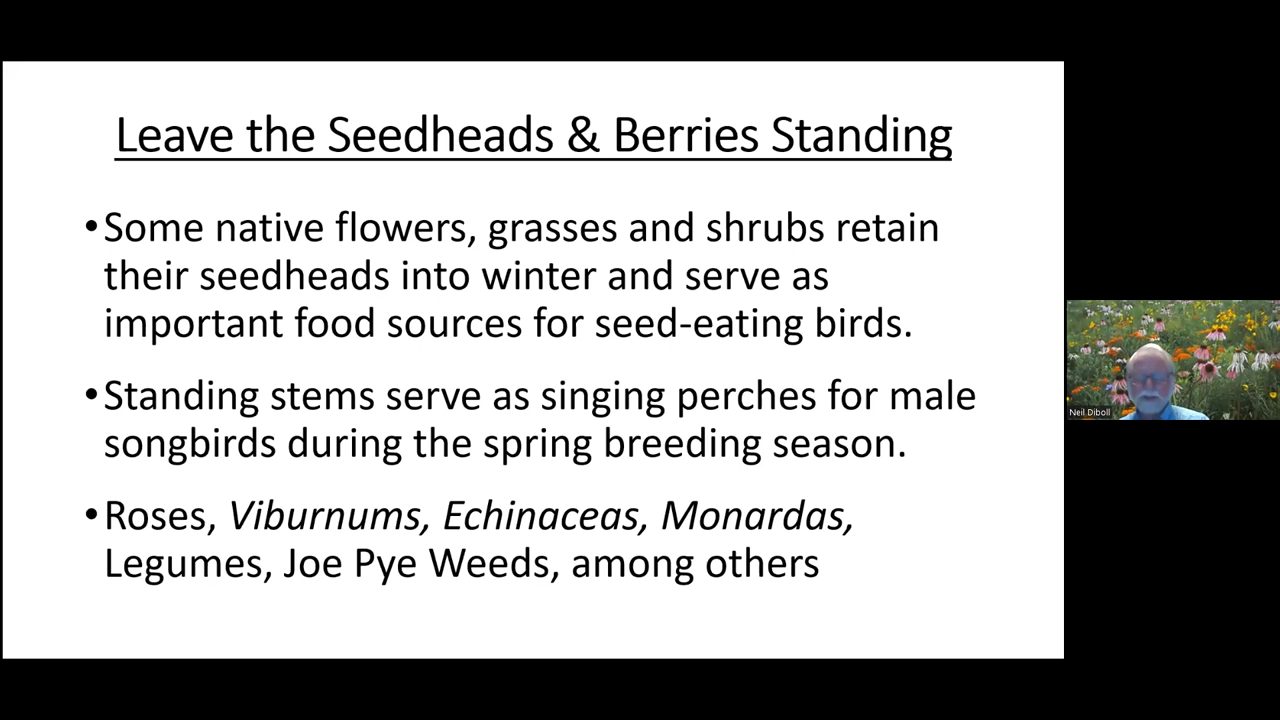 Leave the Seedheads & Berries Standing
•Some native flowers, grasses and shrubs retain
their seedheads into winter and serve as
important food sources for seed-eating birds.
•Standing stems serve as singing perches for male
songbirds during the spring breeding season.
•Roses, Viburnums, Echinaceas, Monardas,
Legumes, Joe Pye Weeds, among others
Neil Diboll